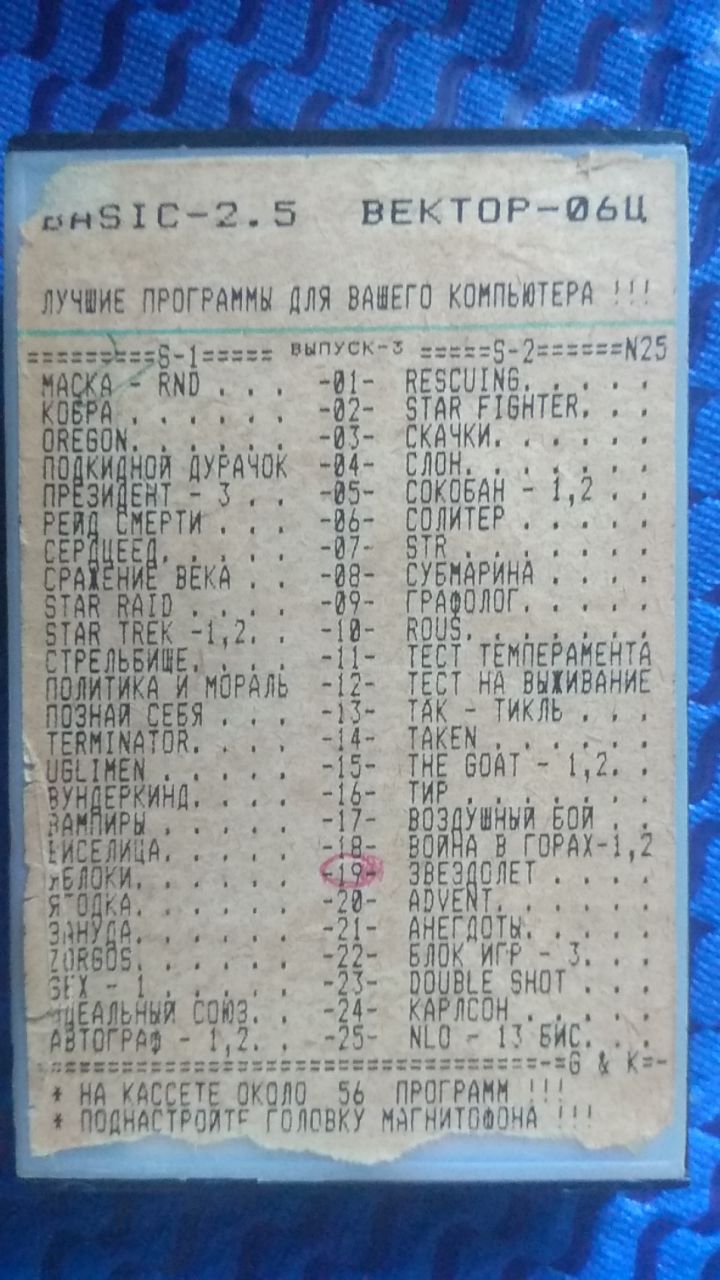 BASIC-2.5 ВЕКТОР-06Ц
ЛУЧШИЕ ПРОГРАММЫ ДЛЯ ВАШЕГО КОМПЬЮТЕРА !!!
=========S-1===== ВЫПУСК-3 =====S-2======N25
МАСКА - RND . . . -01- RESCUING. . . . .
КОБРА . . . . . . -02- STAR FIGHTER. . .
OREGON. . . . . . -03- СКАЧКИ. . . . . .
ПОДКИДНОЙ ДУРАЧОК -04- СЛОН. . . . . . .
ПРЕЗИДЕНТ - 3 . . -05- СОКОБАН - 1,2 . .
РЕЙД СМЕРТИ . . . -06- СОЛИТЕР . . . . .
СЕРДЦЕЕД. . . . . -07- STR . . . . . . .
СРАЖЕНИЕ ВЕКА . . -08- СУБМАРИНА . . . .
STAR RAID . . . . -09- ГРАФОЛОГ. . . . .
STAR TREK -1,2. . -10- ROUS. . . . . . .
СТРЕЛЬБИЩЕ. . . . -11- ТЕСТ ТЕМПЕРАМЕНТА
ПОЛИТИКА И МОРАЛЬ -12- ТЕСТ НА ВЫЖИВАНИЕ
ПОЗНАЙ СЕБЯ . . . -13- ТАК - ТИКЛЬ . . .
TERMINATOR. . . . -14- TAKEN . . . . . .
UGLIMEN . . . . . -15- THE GOAT - 1,2. .
ВУНДЕРКИНД. . . . -16- ТИР . . . . . . .
ВАМПИРЫ . . . . . -17- ВОЗДУШНЫЙ БОЙ . .
ВИСЕЛИЦА. . . . . -18- ВОЙНА В ГОРАХ-1,2
ЯБЛОКИ. . . . . . -19- ЗВЕЗДОЛЕТ . . . .
ЯГОДКА. . . . . . -20- ADVENT. . . . . .
ЗАНУДА. . . . . . -21- АНЕГДОТЫ. . . . .
ZORGOS. . . . . . -22- БЛОК ИГР - 3. . .
SEX - 1 . . . . . -23- DOUBLE SHOT . . .
ИДЕАЛЬНЫЙ СОЮЗ. . -24- КАРЛСОН . . . . .
АВТОГРАФ - 1,2. . -25- NLO - 13 БИС. . .
===================================-=G & K=-
* НА КАССЕТЕ ОКОЛО 56 ПРОГРАММ !!!
* ПОДНАСТРОЙТЕ ГОЛОВКУ МАГНИТОФОНА !!!